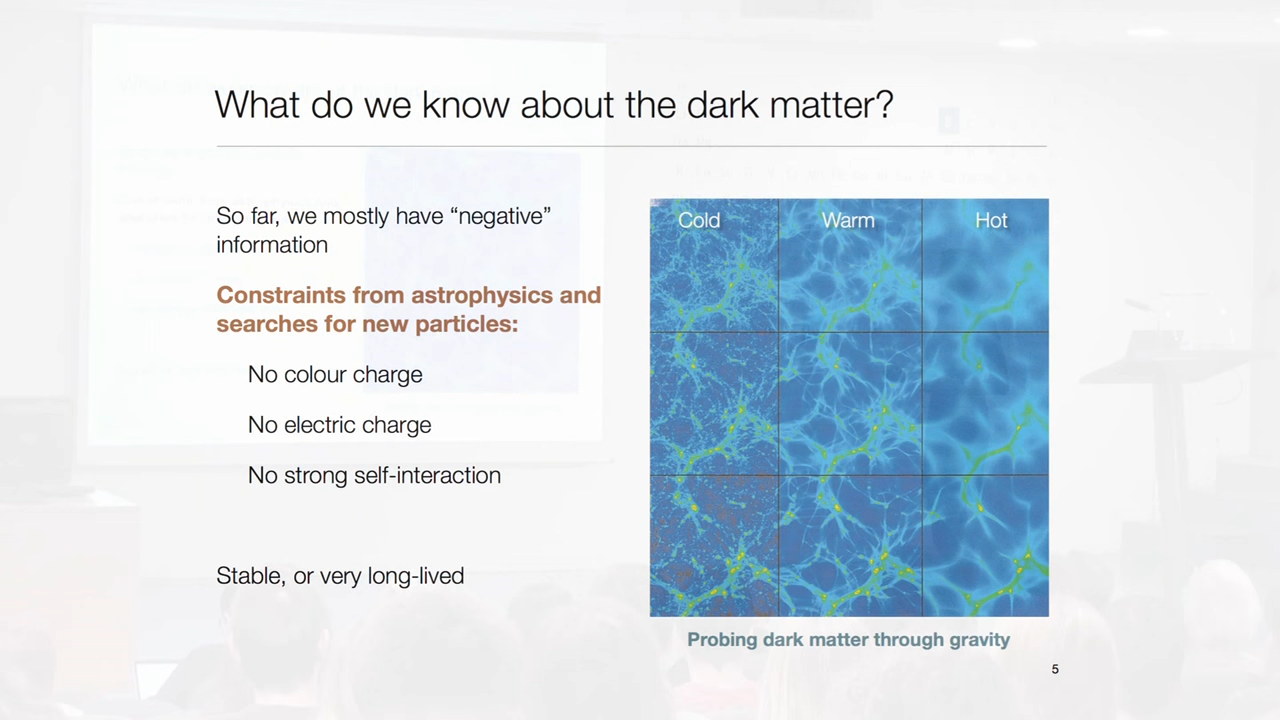 What do we know about the dark matter?
So far, we mostly have “negative”
information
Constraints from astrophysics and
searches for new particles:
No colour charge
No electric charge
No strong self-interaction
Stable, or very long-lived
Cold
Warm
Hot
Probing dark matter through gravity
5